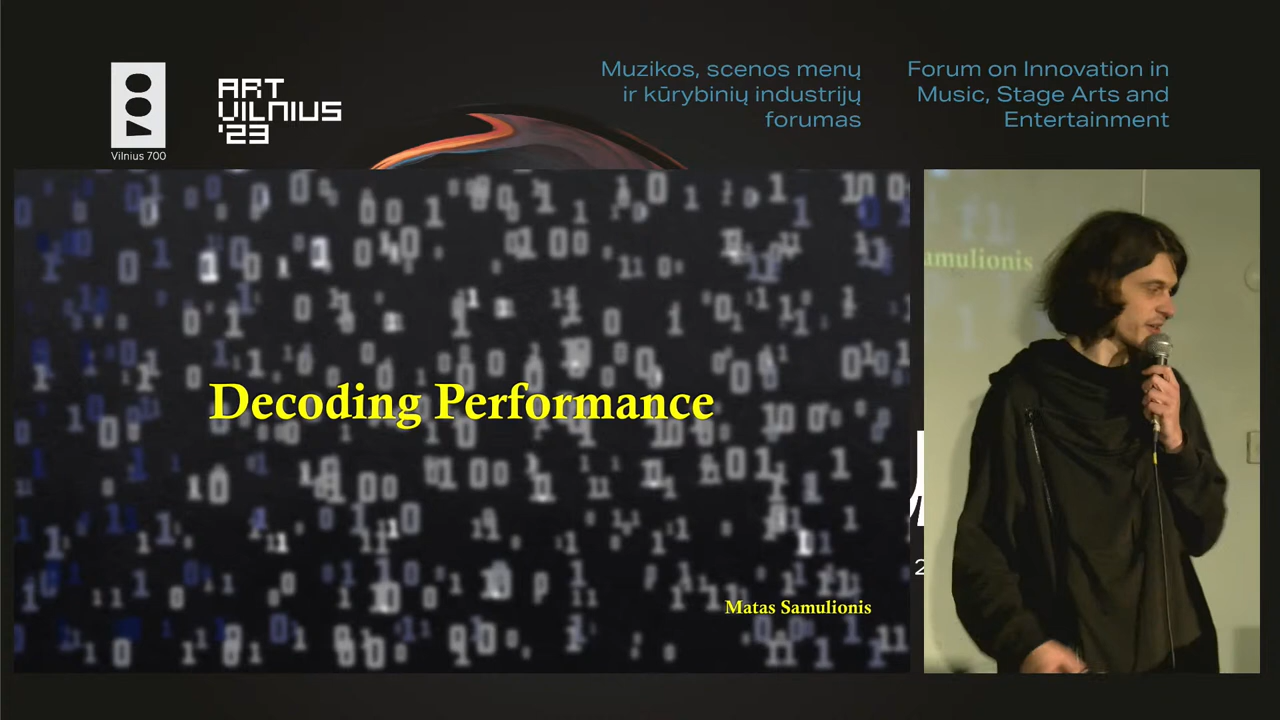 Vilnius 700
ART
VILNIUS
'23
Muzikos, scenos menų
ir kūrybinių industrijų
forumas
Forum on Innovation in
Music, Stage Arts and
Entertainment
Decoding Performance
Matas Samulionis
amulionis